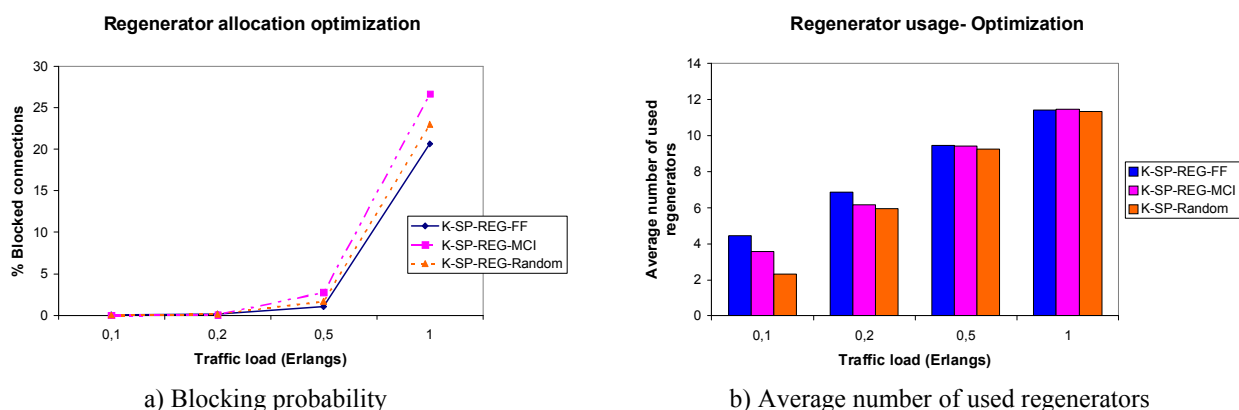 Regenerator allocation optimization
30
25
20
15
10
5
0
% Blocked connections
0,1 0,2 0,5 1
Traffic load (Erlangs)
K-SP-REG-FF
K-SP-REG-MCI
K-SP-REG-Random
a) Blocking probability
Regenerator usage- Optimization
14
12
10
8
6
4
2
0
Average number of used
regenerators
0,1 0,2 0,5 1
Traffic load (Erlangs)
K-SP-REG-FF
K-SP-REG-MCI
K-SP-Random
b) Average number of used regenerators